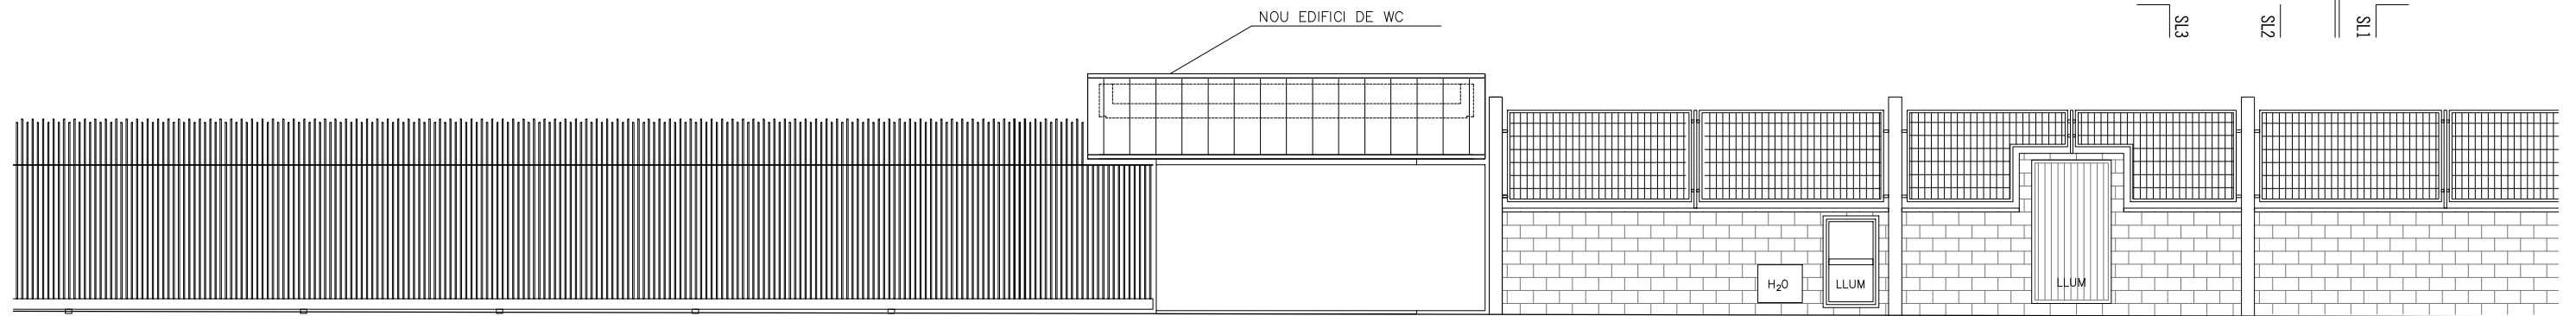 NOU EDIFICI DE WC
SL3
SL2
SL1
H₂O
LLUM
LLUM